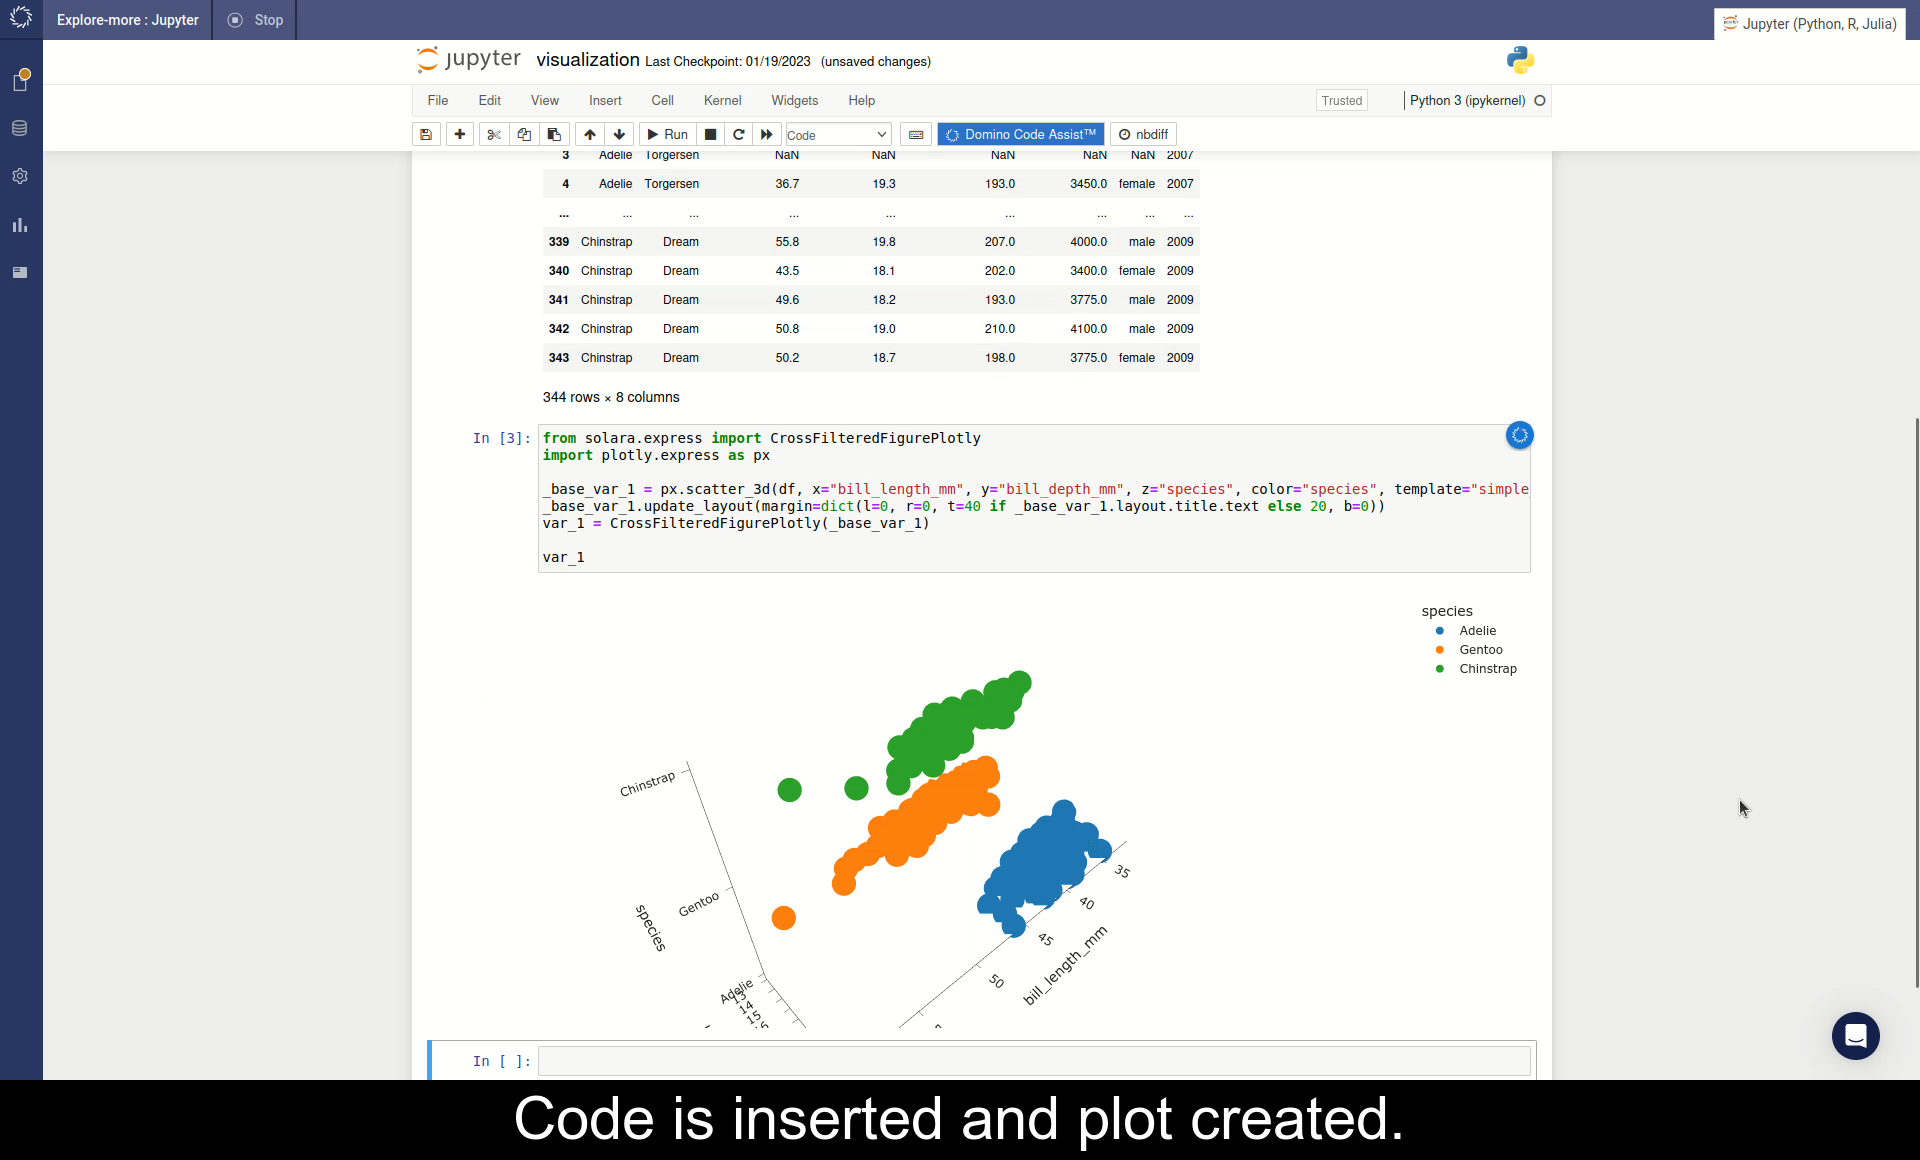 Explore-more : Jupyter Stop Jupyter (Python, R, Julia)
jupyter visualization Last Checkpoint: 01/19/2023 (unsaved changes)
File Edit View Insert Cell Kernel Widgets Help Trusted Python 3 (ipykernel)
Run Code Domino Code Assist™ nbdiff
3 Adelie Torgersen NaN NaN NaN NaN NaN 2007
4 Adelie Torgersen 36.7 19.3 193.0 3450.0 female 2007
... ... ... ... ... ... ... ... ...
339 Chinstrap Dream 55.8 19.8 207.0 4000.0 male 2009
340 Chinstrap Dream 43.5 18.1 202.0 3400.0 female 2009
341 Chinstrap Dream 49.6 18.2 193.0 3775.0 male 2009
342 Chinstrap Dream 50.8 19.0 210.0 4100.0 male 2009
343 Chinstrap Dream 50.2 18.7 198.0 3775.0 female 2009
344 rows × 8 columns
In [3]:
from solara.express import CrossFilteredFigurePlotly
import plotly.express as px
_base_var_1 = px.scatter_3d(df, x="bill_length_mm", y="bill_depth_mm", z="species", color="species", template="simple
_base_var_1.update_layout(margin=dict(l=0, r=0, t=40 if _base_var_1.layout.title.text else 20, b=0))
var_1 = CrossFilteredFigurePlotly(_base_var_1)
var_1
species
Adelie
Gentoo
Chinstrap
Chinstrap
Gentoo
Adelie
species
14
15
35
40
45
50
bill_length_mm
In [ ]:
Code is inserted and plot created.